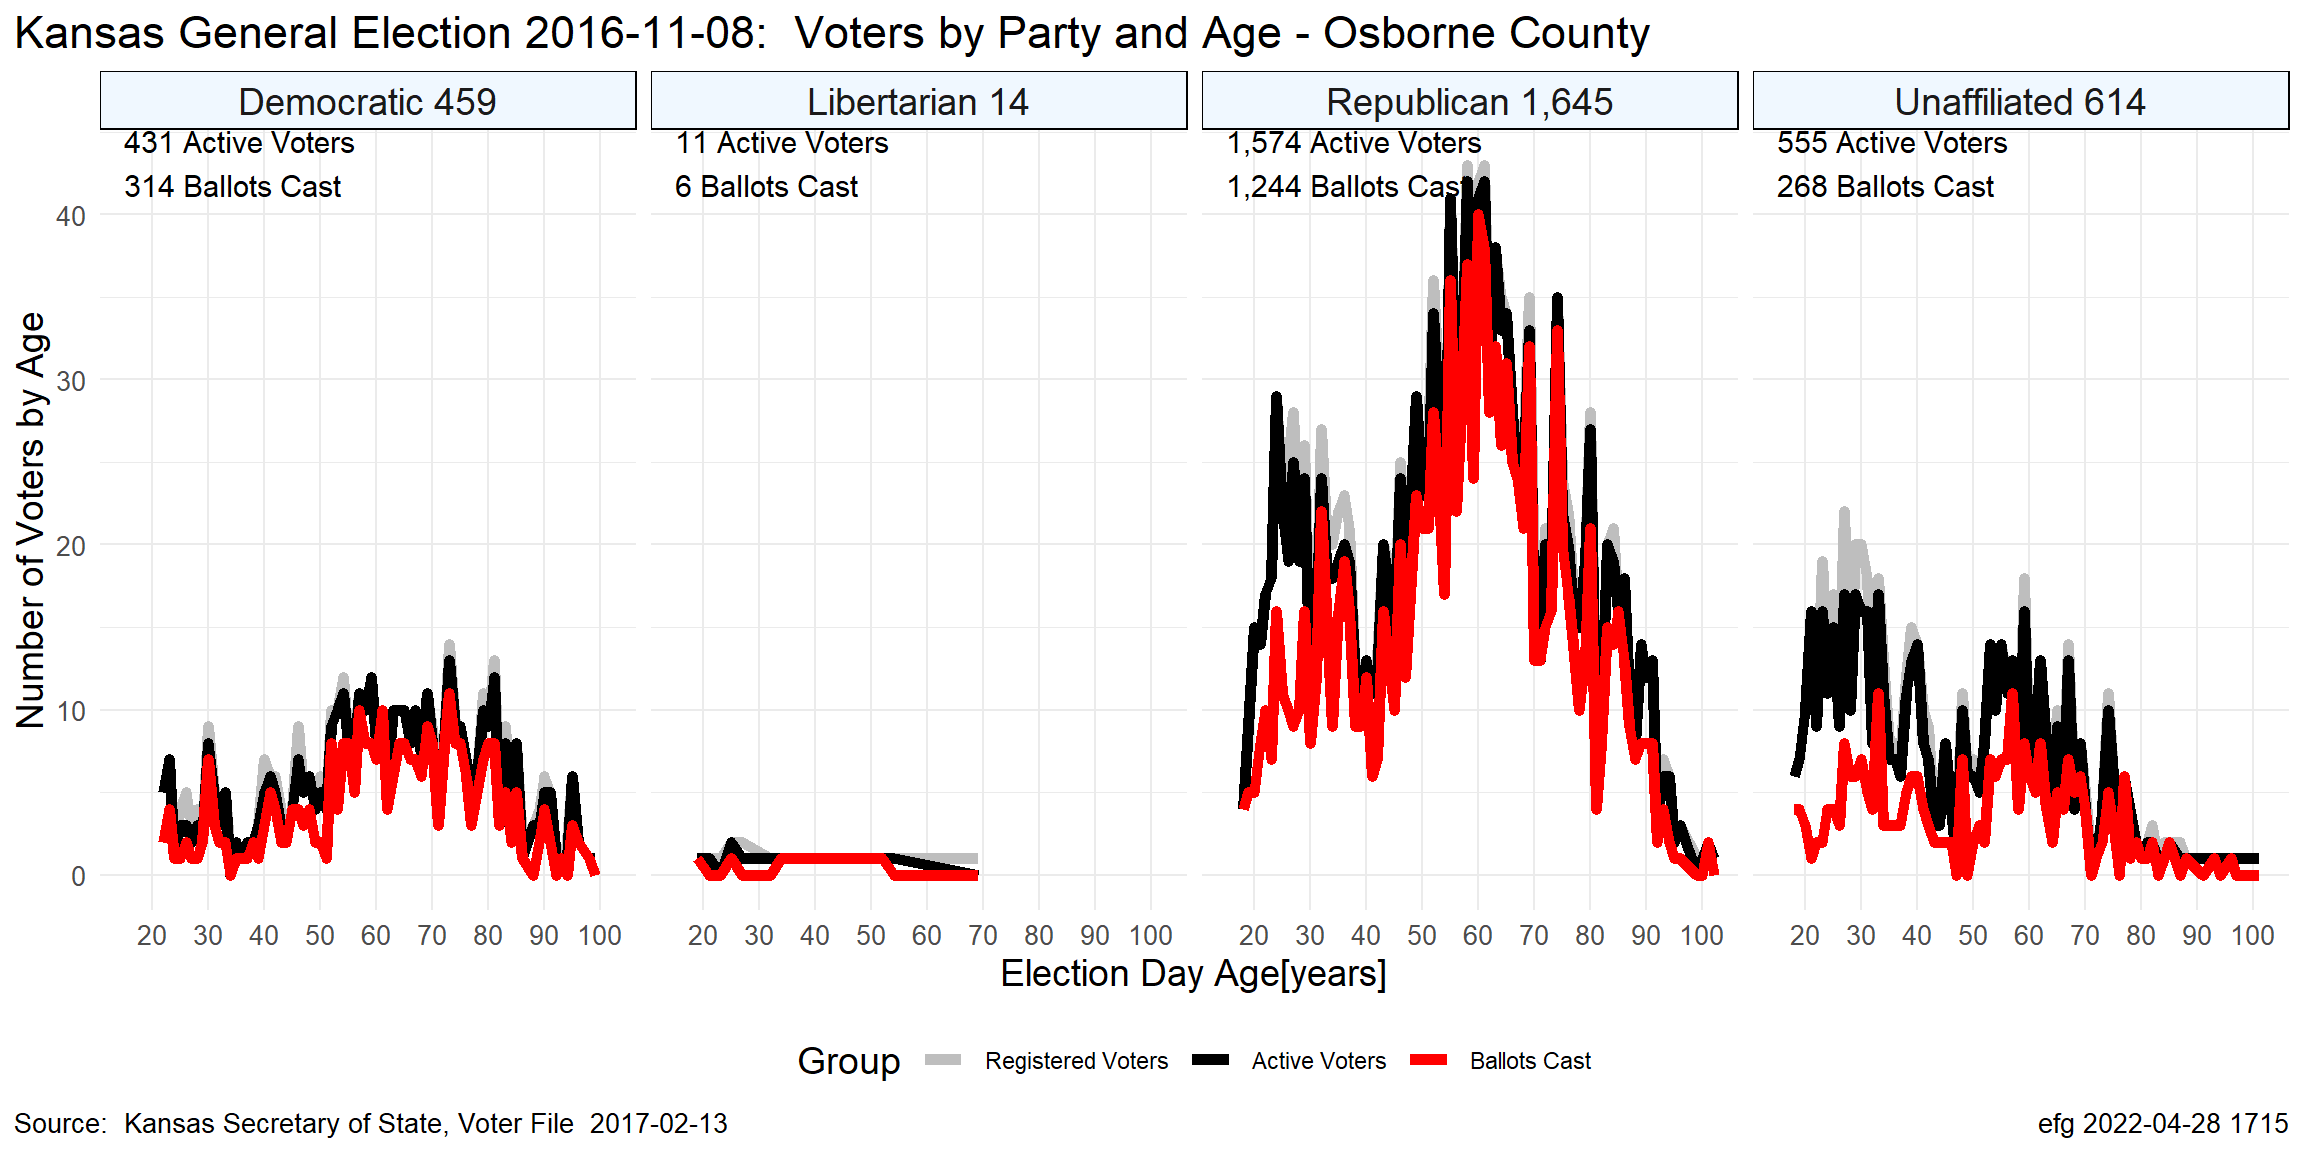 Kansas General Election 2016-11-08:  Voters by Party and Age - Osborne County
Democratic 459
Libertarian 14
Republican 1,645
Unaffiliated 614
431 Active Voters
314 Ballots Cast
11 Active Voters
6 Ballots Cast
1,574 Active Voters
1,244 Ballots Cast
555 Active Voters
268 Ballots Cast
Number of Voters by Age
40
30
20
10
0
20 30 40 50 60 70 80 90 100
20 30 40 50 60 70 80 90 100
20 30 40 50 60 70 80 90 100
20 30 40 50 60 70 80 90 100
Election Day Age[years]
Group Registered Voters Active Voters Ballots Cast
Source:  Kansas Secretary of State, Voter File  2017-02-13
efg 2022-04-28 1715